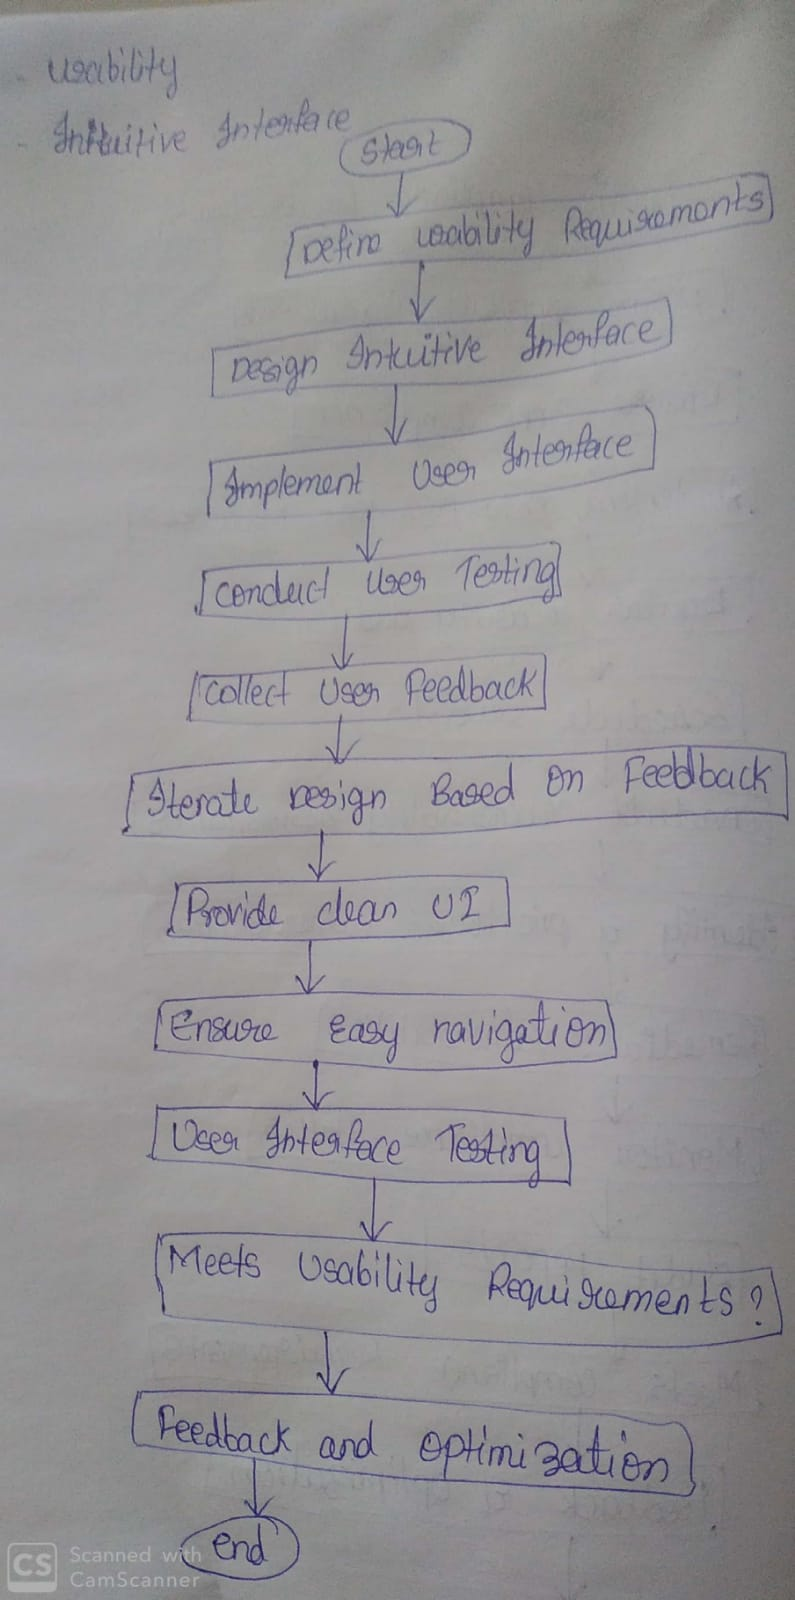 - Usability
- Intuitive Interface
Start
Define Usability Requirements
Design Intuitive Interface
Implement User Interface
Conduct User Testing
Collect User Feedback
Iterate Design Based on Feedback
Provide clean UI
Ensure Easy navigation
User Interface Testing
Meets Usability Requirements?
Feedback and optimization
end
CS Scanned with
CamScanner